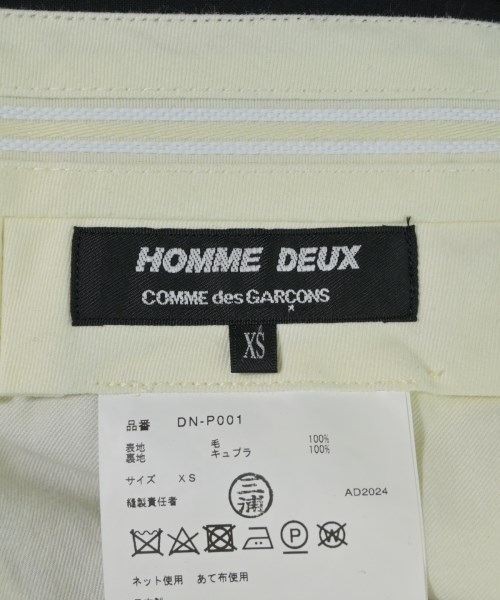 HOMME DEUX
COMME des GARÇONS
XS
品番 DN-P001
表地 毛 100%
裏地 キュプラ 100%
サイズ XS
縫製責任者 三浦
AD2024
P W
ネット使用 あて布使用